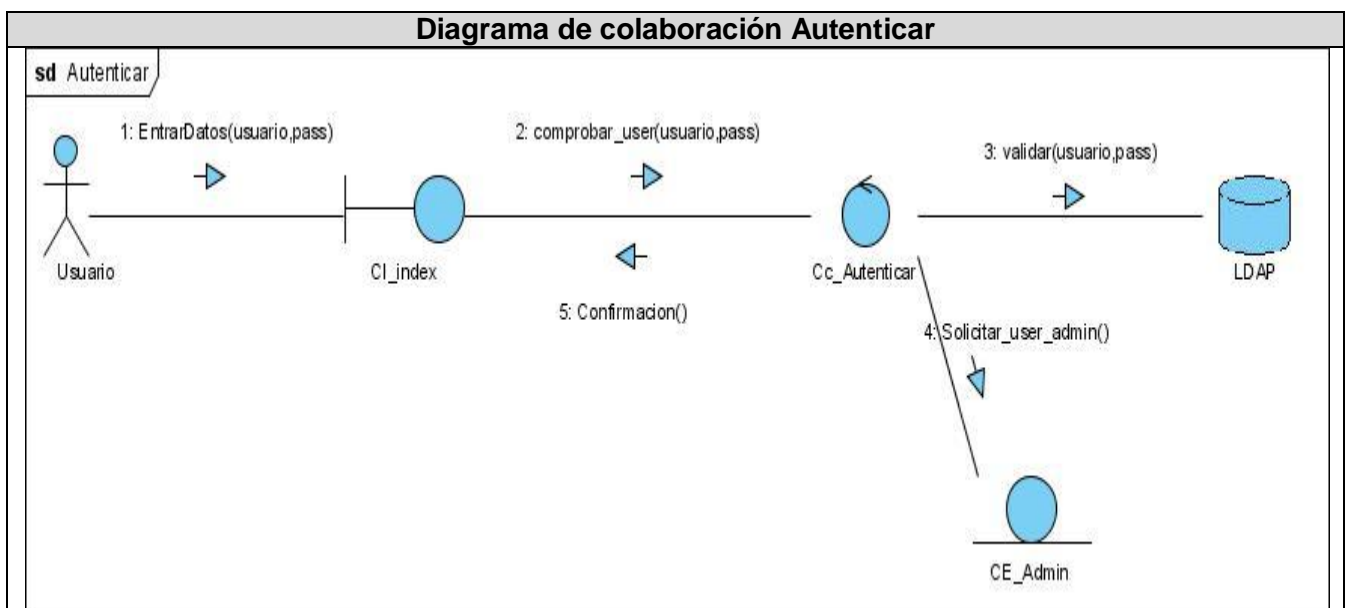 Diagrama de colaboración Autenticar
sd Autenticar
1: EntrarDatos(usuario,pass)
2: comprobar_user(usuario,pass)
3: validar(usuario,pass)
Usuario
CI_index
Cc_Autenticar
LDAP
5: Confirmacion()
4: Solicitar_user_admin()
CE_Admin